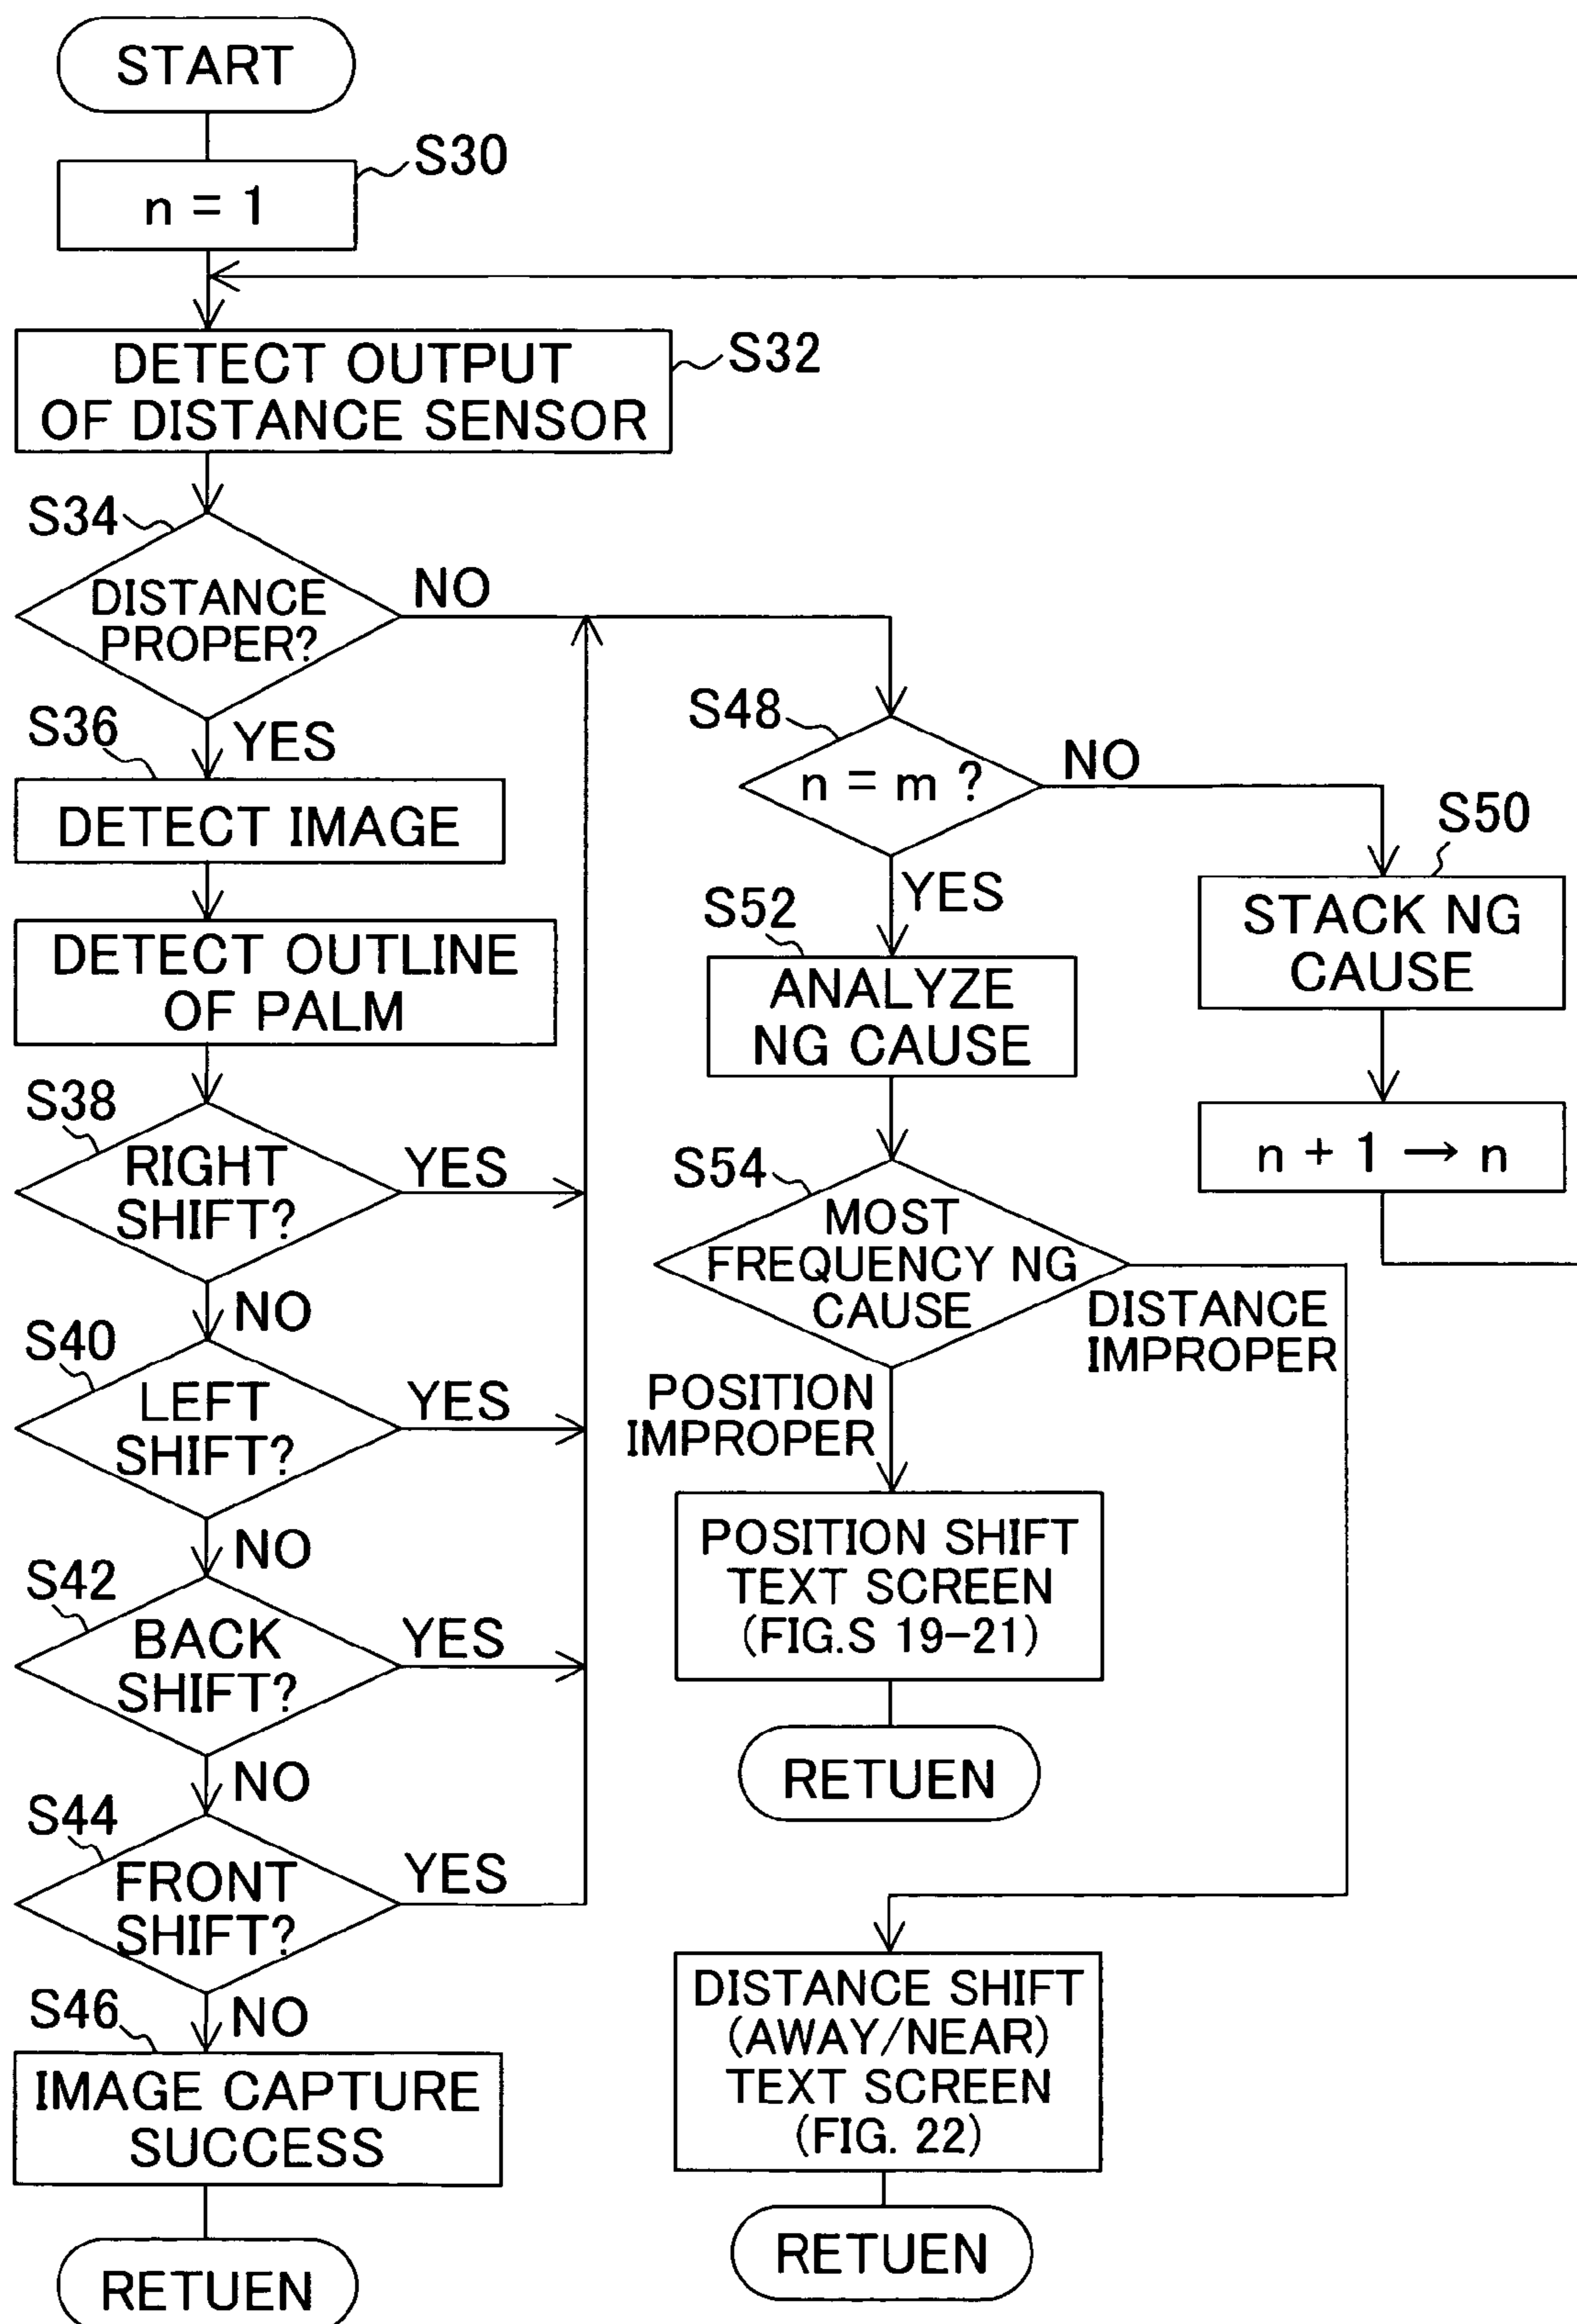 START
S30
n = 1
S32
DETECT OUTPUT
OF DISTANCE SENSOR
S34
DISTANCE
PROPER?
NO
YES
S36
DETECT IMAGE
DETECT OUTLINE
OF PALM
S38
RIGHT
SHIFT?
YES
NO
S40
LEFT
SHIFT?
YES
NO
S42
BACK
SHIFT?
YES
NO
S44
FRONT
SHIFT?
YES
NO
S46
IMAGE CAPTURE
SUCCESS
RETUEN
S48
n = m ?
NO
YES
S50
STACK NG
CAUSE
n + 1 → n
S52
ANALYZE
NG CAUSE
S54
MOST
FREQUENCY NG
CAUSE
DISTANCE
IMPROPER
POSITION
IMPROPER
POSITION SHIFT
TEXT SCREEN
(FIG.S 19-21)
RETUEN
DISTANCE SHIFT
(AWAY/NEAR)
TEXT SCREEN
(FIG. 22)
RETUEN